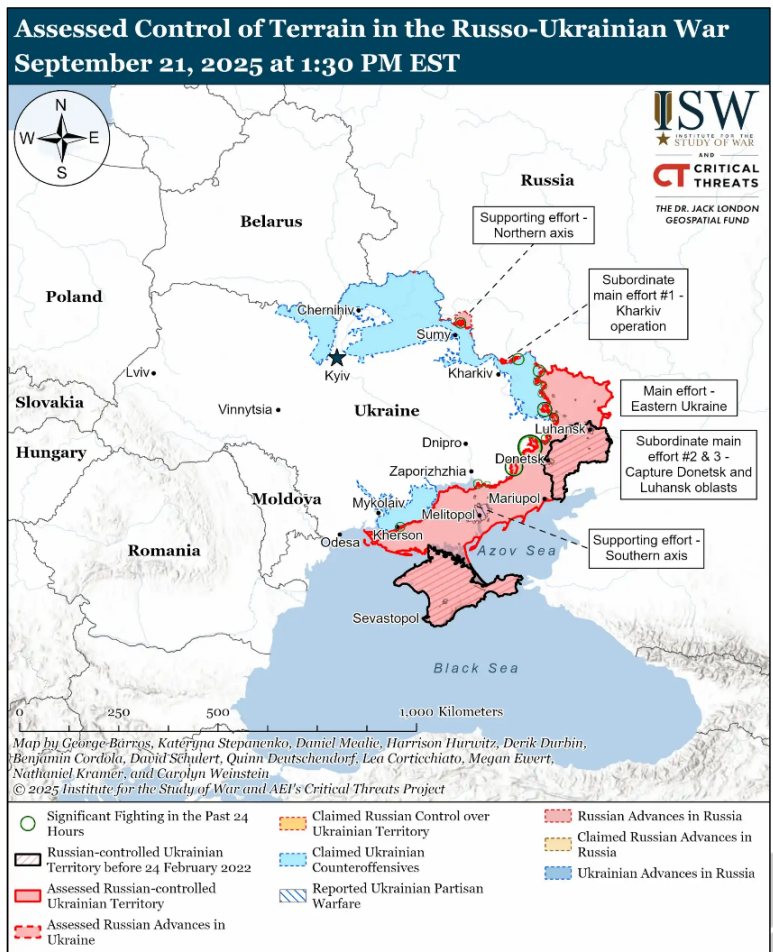 Assessed Control of Terrain in the Russo-Ukrainian War
September 21, 2025 at 1:30 PM EST
N
W
E
S
ISW
INSTITUTE FOR THE
STUDY OF WAR
AND
CT CRITICAL
THREATS
THE DR. JACK LONDON
GEOSPATIAL FUND
Russia
Belarus
Supporting effort -
Northern axis
Poland
Subordinate
main effort #1 -
Kharkiv
operation
Chernihiv
Sumy
Kyiv
Lviv
Kharkiv
Slovakia
Vinnytsia
Ukraine
Main effort -
Eastern Ukraine
Luhansk
Hungary
Dnipro
Donetsk
Subordinate main
effort #2 & 3 -
Capture Donetsk and
Luhansk oblasts
Zaporizhzhia
Moldova
Mykolaiv
Mariupol
Melitopol
Odesa
Kherson
Romania
Azov Sea
Supporting effort -
Southern axis
Sevastopol
Black Sea
0
250
500
1,000 Kilometers
Map by George Barros, Kateryna Stepanenko, Daniel Mealie, Harrison Hurwitz, Derik Durbin,
Benjamin Cordola, David Schulert, Quinn Deutschendorf, Lea Corticchiato, Megan Ewert,
Nathaniel Kramer, and Carolyn Weinstein
© 2025 Institute for the Study of War and AEI's Critical Threats Project
Significant Fighting in the Past 24
Hours
Russian-controlled Ukrainian
Territory before 24 February 2022
Assessed Russian-controlled
Ukrainian Territory
Assessed Russian Advances in
Ukraine
Claimed Russian Control over
Ukrainian Territory
Claimed Ukrainian
Counteroffensives
Reported Ukrainian Partisan
Warfare
Russian Advances in Russia
Claimed Russian Advances in
Russia
Ukrainian Advances in Russia